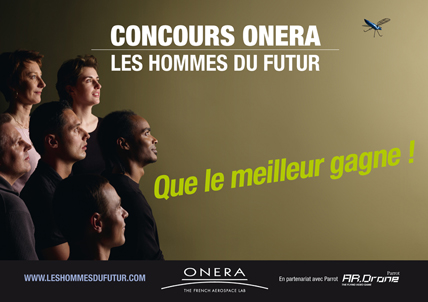 CONCOURS ONERA
LES HOMMES DU FUTUR
Que le meilleur gagne !
WWW.LESHOMMESDUFUTUR.COM
ONERA
THE FRENCH AEROSPACE LAB
En partenariat avec Parrot
Parrot
AR.Drone